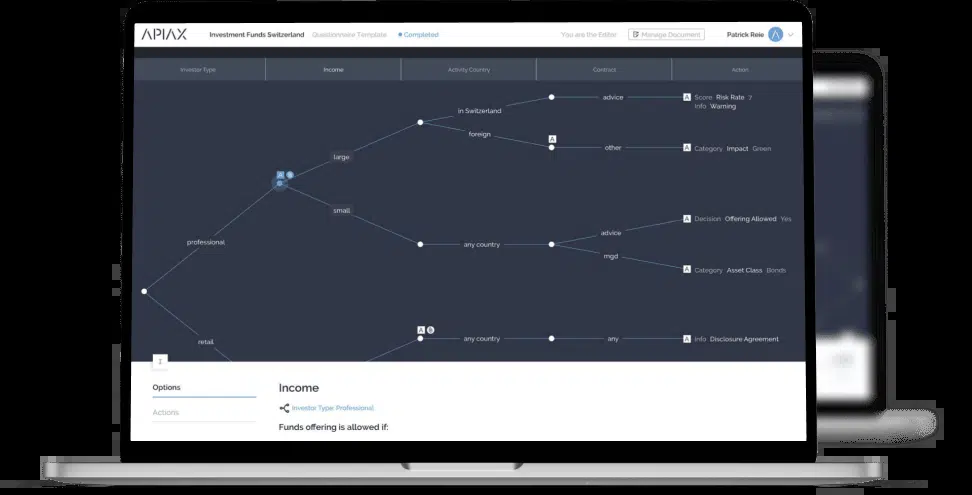 APIAX Investment Funds Switzerland Questionnaire Template Completed You are the Editor Manage Document Patrick Reie
Investor Type Income Activity Country Contract Action
advice Score Risk Rate 7
in Switzerland Info Warning
foreign
other Category Impact Green
large
small
advice Decision Offering Allowed Yes
professional any country
mgd Category Asset Class Bonds
retail any country any Info Disclosure Agreement
Options Income
Actions Investor Type: Professional
Funds offering is allowed if: